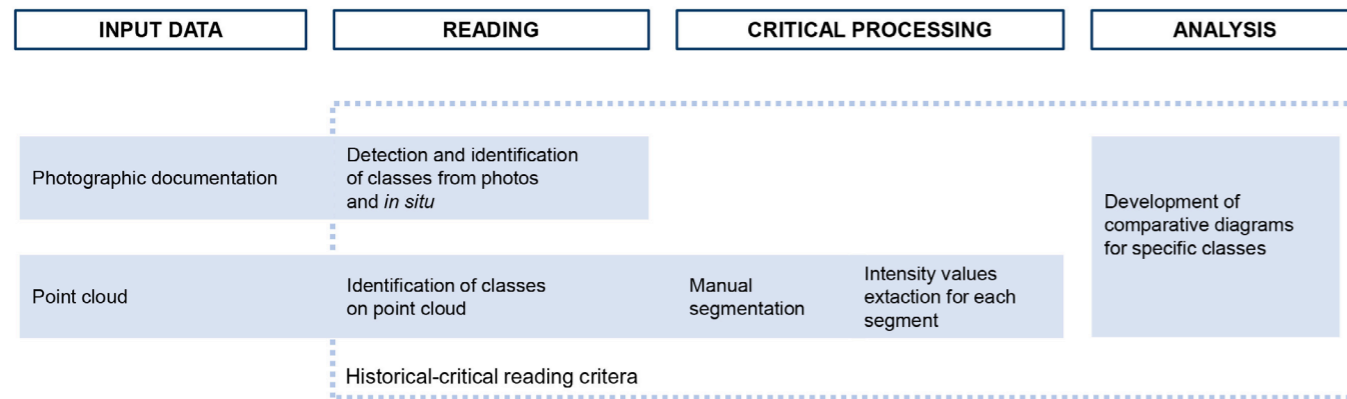 INPUT DATA
READING
CRITICAL PROCESSING
ANALYSIS
Photographic documentation
Detection and identification
of classes from photos
and in situ
Development of
comparative diagrams
for specific classes
Point cloud
Identification of classes
on point cloud
Manual
segmentation
Intensity values
extaction for each
segment
Historical-critical reading critera